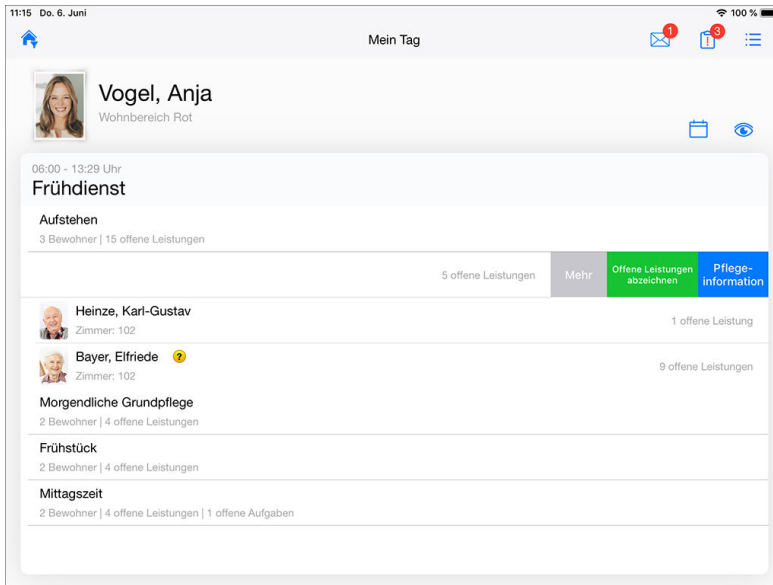 11:15 Do. 6. Juni 100 %
Mein Tag
1
3
Vogel, Anja
Wohnbereich Rot
06:00 - 13:29 Uhr
Frühdienst
Aufstehen
3 Bewohner | 15 offene Leistungen
5 offene Leistungen
Mehr
Offene Leistungen
abzeichnen
Pflege-
information
Heinze, Karl-Gustav
Zimmer: 102
1 offene Leistung
Bayer, Elfriede ?
Zimmer: 102
9 offene Leistungen
Morgendliche Grundpflege
2 Bewohner | 4 offene Leistungen
Frühstück
2 Bewohner | 4 offene Leistungen
Mittagszeit
2 Bewohner | 4 offene Leistungen | 1 offene Aufgaben